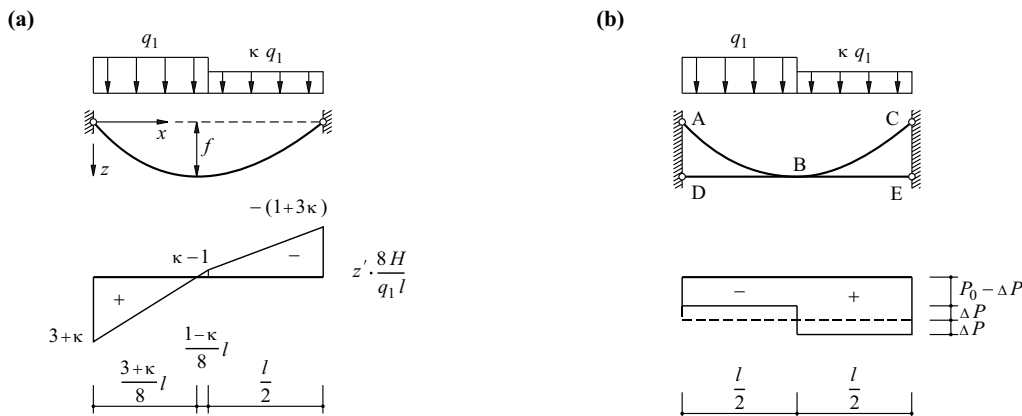 (a)
q₁
κ q₁
x
f
z
−(1+3κ)
κ−1
−
z′ · 8H / q₁l
+
3+κ
1−κ / 8 l
3+κ / 8 l
l / 2
(b)
q₁
κ q₁
A
C
B
D
E
−
+
P₀ − ΔP
ΔP
ΔP
l / 2
l / 2